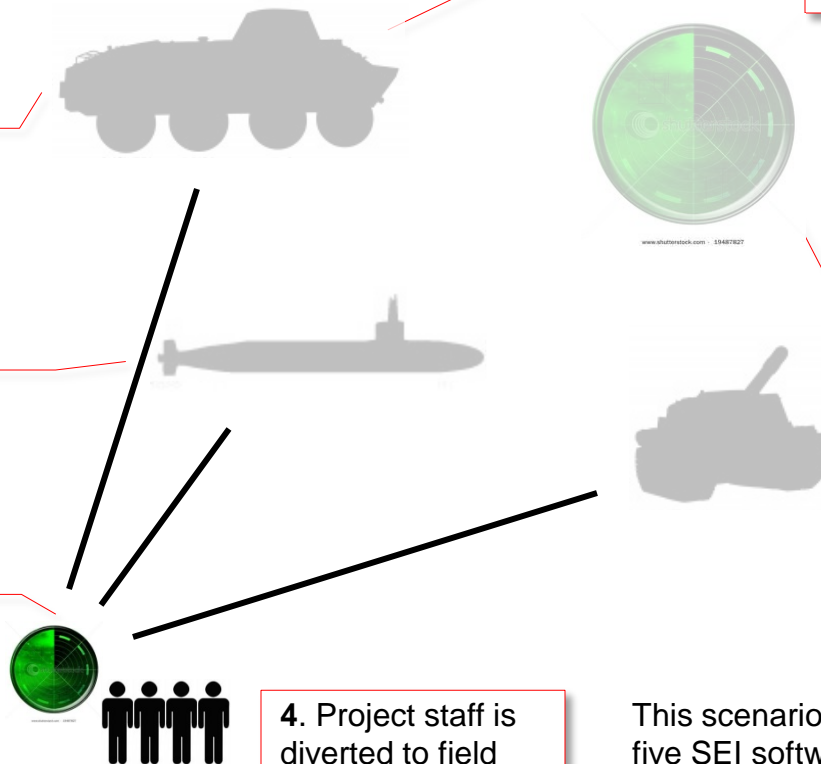 www.shutterstock.com · 19487827
4. Project staff is
diverted to field
This scenario
five SEI softw